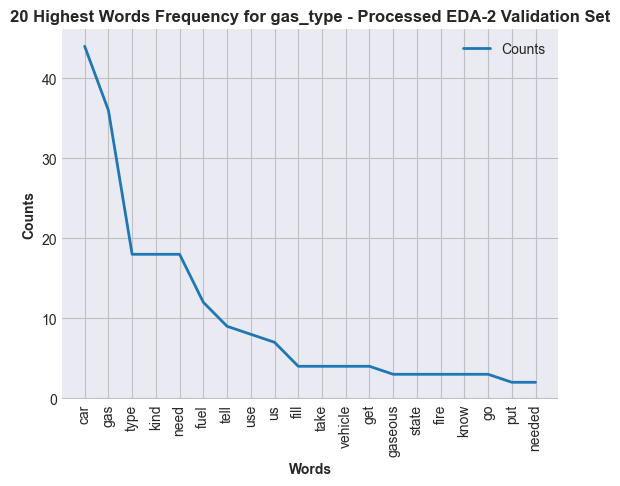 20 Highest Words Frequency for gas_type - Processed EDA-2 Validation Set
Counts
Counts
40
30
20
10
0
car
gas
type
kind
need
fuel
tell
use
us
fill
take
vehicle
get
gaseous
state
fire
know
go
put
needed
Words